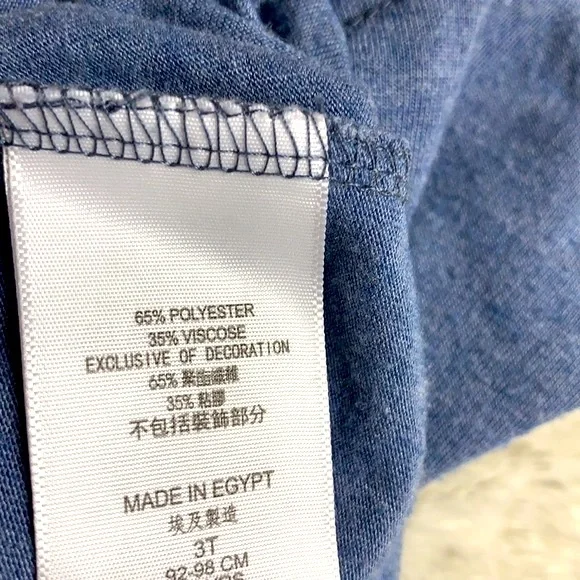 65% POLYESTER
35% VISCOSE
EXCLUSIVE OF DECORATION
65% 聚酯纖維
35% 粘膠
不包括裝飾部分
MADE IN EGYPT
埃及製造
3T
92-98 CM